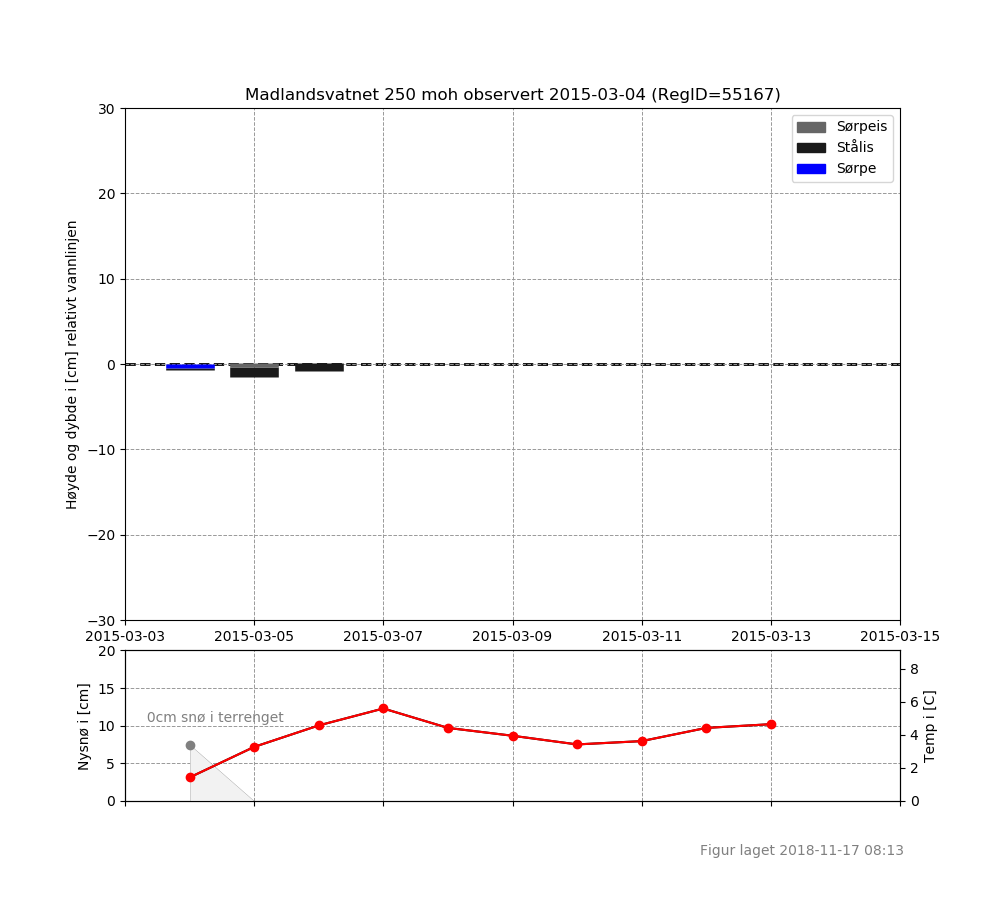 Madlandsvatnet 250 moh observert 2015-03-04 (RegID=55167)
Høyde og dybde i [cm] relativt vannlinjen
30
20
10
0
−10
−20
−30
Sørpeis
Stålis
Sørpe
2015-03-03 2015-03-05 2015-03-07 2015-03-09 2015-03-11 2015-03-13 2015-03-15
Nysnø i [cm]
20
15
10
5
0
0cm snø i terrenget
8
6
4
2
0
Temp i [C]
Figur laget 2018-11-17 08:13